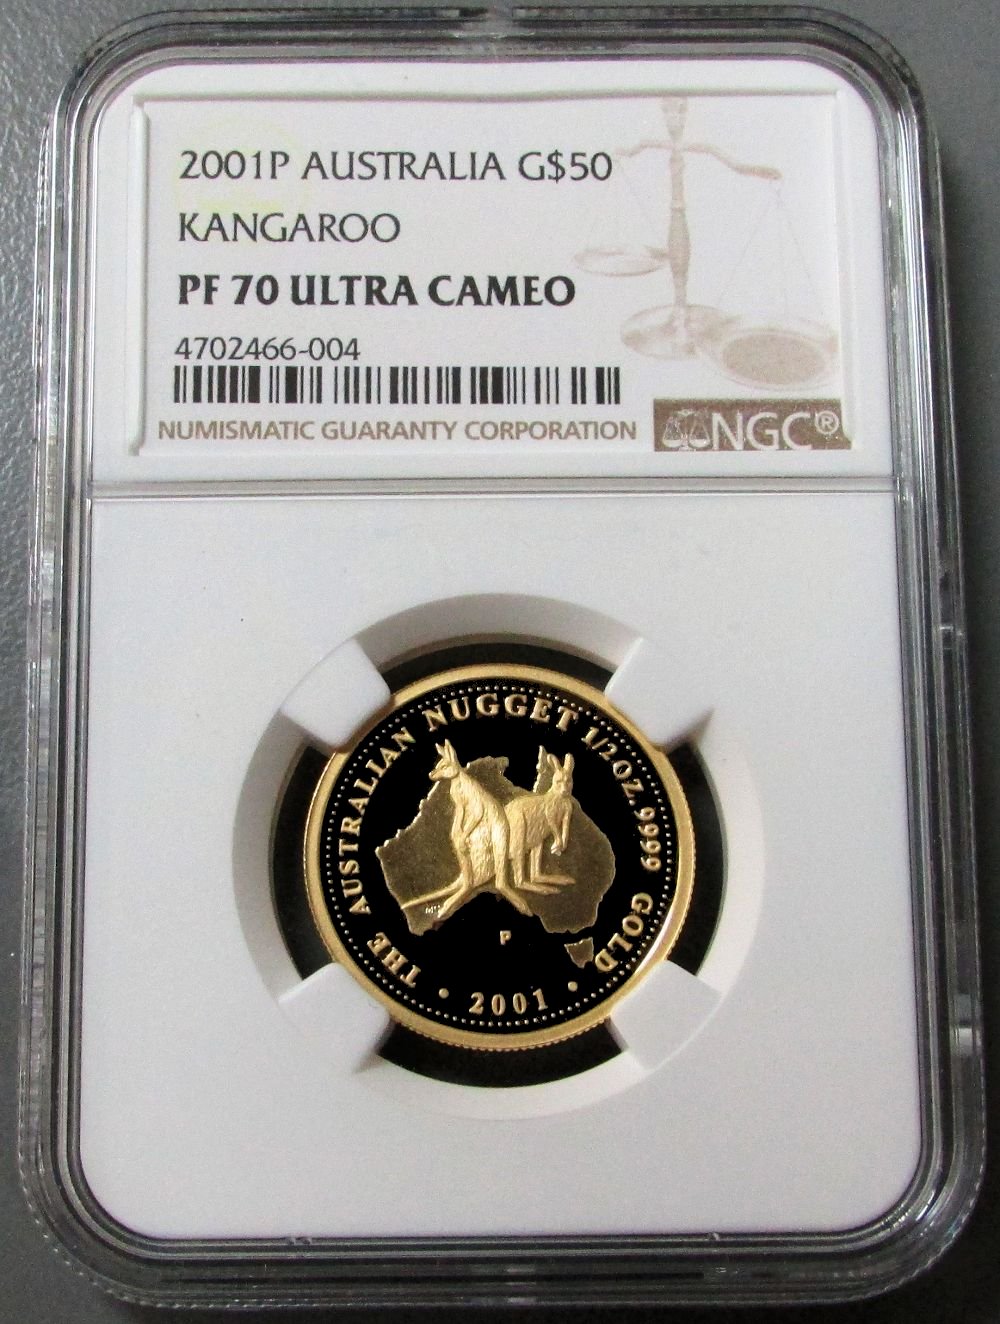 2001P AUSTRALIA G$50
KANGAROO
PF 70 ULTRA CAMEO
4702466-004
NUMISMATIC GUARANTY CORPORATION
NGC®
THE AUSTRALIAN NUGGET 1/2 OZ. 9999 GOLD
P
• 2001 •